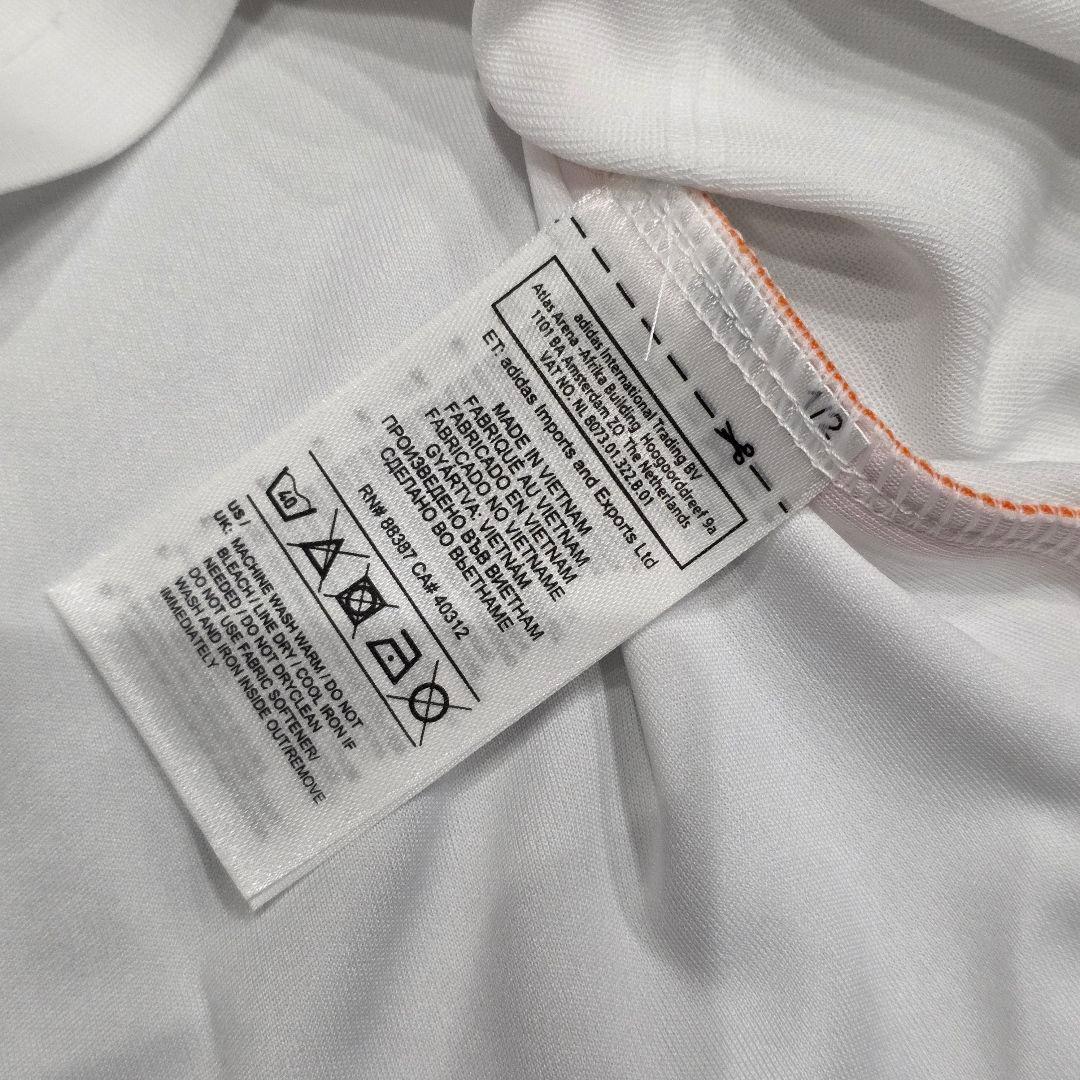 1/2
adidas International Trading BV
Atlas Arena -Afrika Building Hoogoorddreef 9a
1101 BA Amsterdam ZO The Netherlands
VAT NO. NL 8073.01.322.B.01
ET: adidas Imports and Exports Ltd
MADE IN VIETNAM
FABRIQUÉ AU VIETNAM
FABRICADO EN VIETNAM
FABRICADO NO VIETNAME
GYÁRTVA: VIETNAM
ПРОИЗВЕДЕНО ВЪВ ВИЕТНАМ
СДЕЛАНО ВО ВЬЕТНАМЕ
RN# 88387 CA# 40312
40
US / MACHINE WASH WARM / DO NOT
UK: BLEACH / LINE DRY / COOL IRON IF
NEEDED / DO NOT DRYCLEAN
DO NOT USE FABRIC SOFTENER/
WASH AND IRON INSIDE OUT/REMOVE
IMMEDIATELY